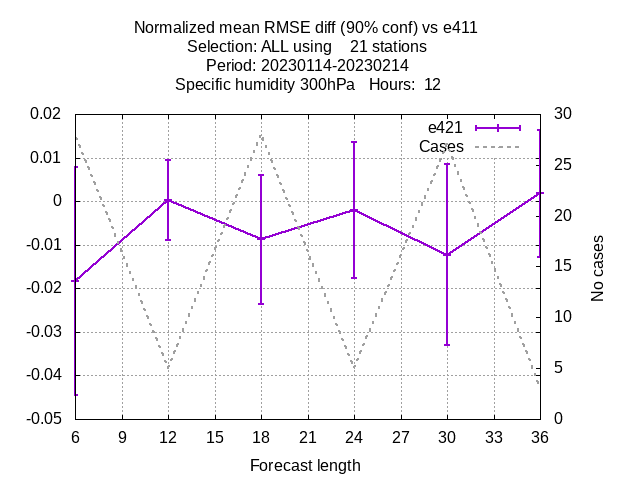 Normalized mean RMSE diff (90% conf) vs e411
Selection: ALL using 21 stations
Period: 20230114-20230214
Specific humidity 300hPa Hours: 12
0.02
0.01
0
-0.01
-0.02
-0.03
-0.04
-0.05
e421
Cases
30
25
20
15
10
5
0
No cases
6 9 12 15 18 21 24 27 30 33 36
Forecast length